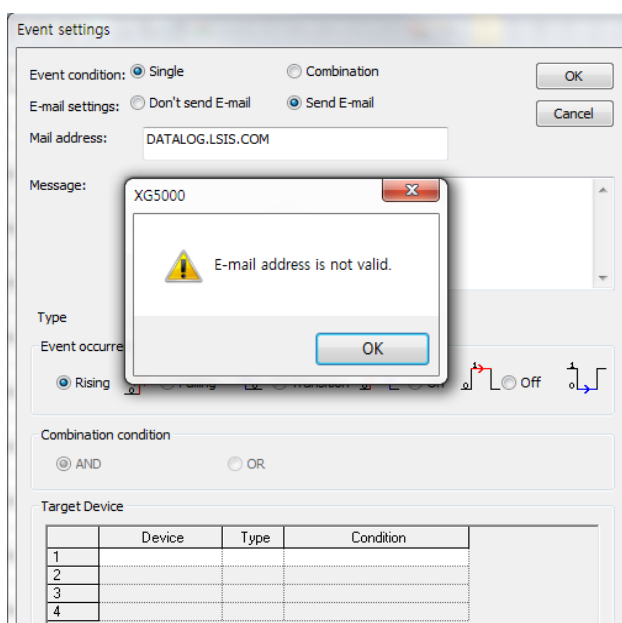 Event settings
Event condition: Single Combination OK
E-mail settings: Don't send E-mail Send E-mail Cancel
Mail address: DATALOG.LSIS.COM
Message:
XG5000
E-mail address is not valid.
OK
Type
Event occurre
Rising Off
Combination condition
AND OR
Target Device
Device Type Condition
1
2
3
4